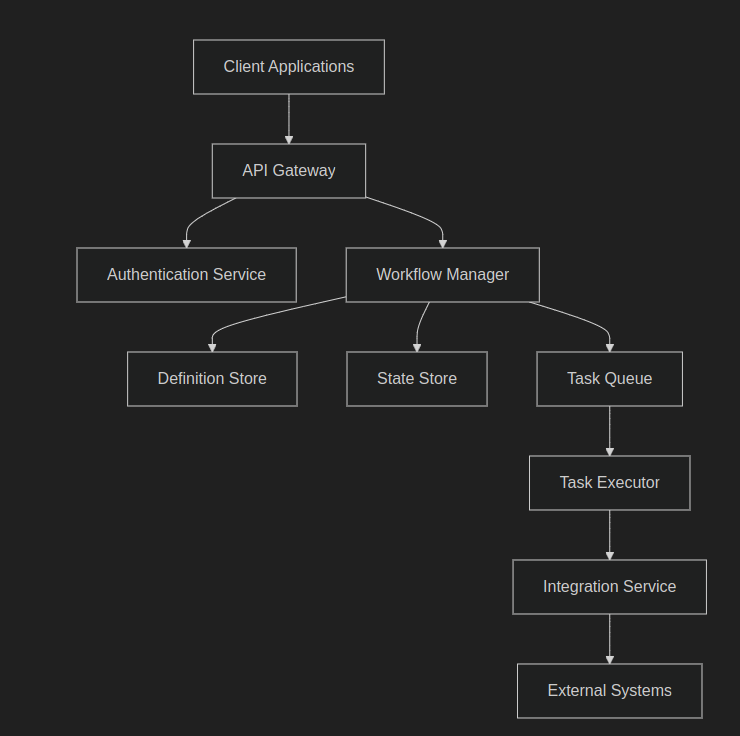 Client Applications
API Gateway
Authentication Service
Workflow Manager
Definition Store
State Store
Task Queue
Task Executor
Integration Service
External Systems